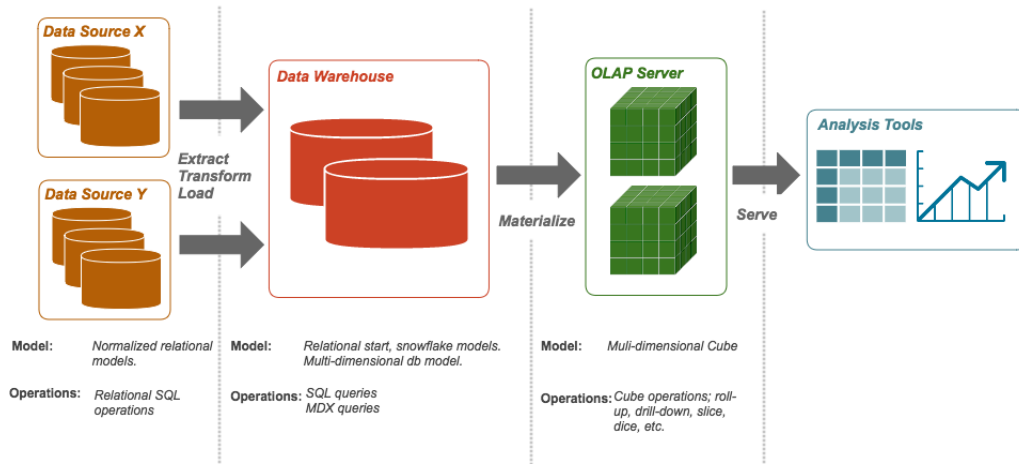 Data Source X
Data Source Y
Extract
Transform
Load
Data Warehouse
Materialize
OLAP Server
Serve
Analysis Tools
Model: Normalized relational
models.
Operations: Relational SQL
operations
Model: Relational start, snowflake models.
Multi-dimensional db model.
Operations: SQL queries
MDX queries
Model: Muli-dimensional Cube
Operations: Cube operations; roll-
up, drill-down, slice,
dice, etc.